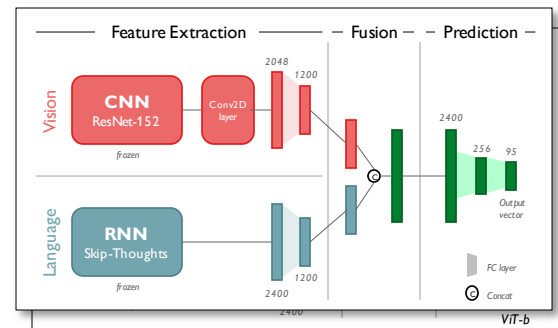 Feature Extraction
Fusion
Prediction
Vision
CNN
ResNet-152
frozen
Conv2D
layer
2048
1200
2400
256
95
Output
vector
C
Language
RNN
Skip-Thoughts
frozen
2400
1200
FC layer
C
Concat
2400
ViT-b